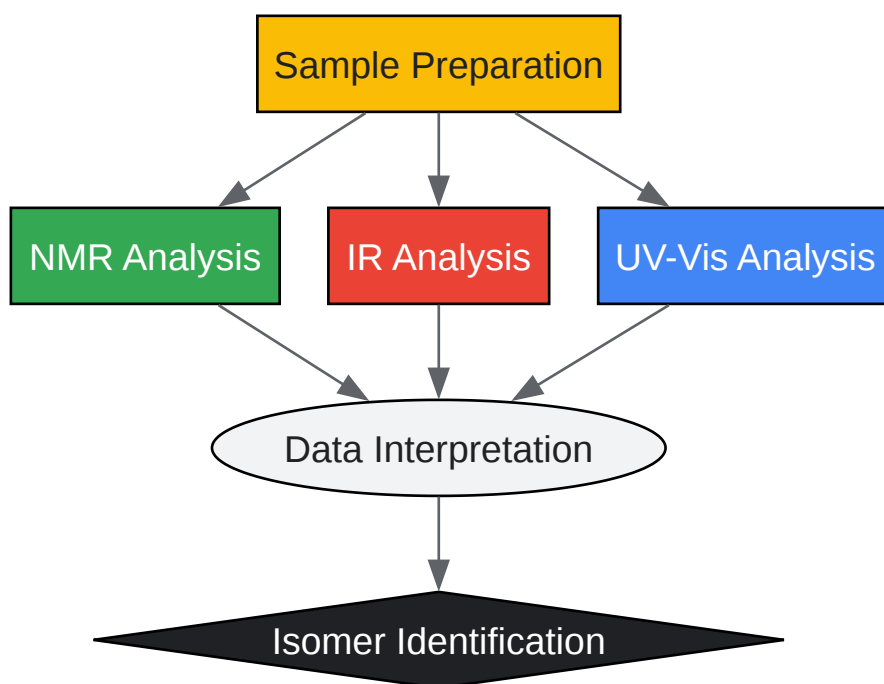 Sample Preparation
NMR Analysis
IR Analysis
UV-Vis Analysis
Data Interpretation
Isomer Identification